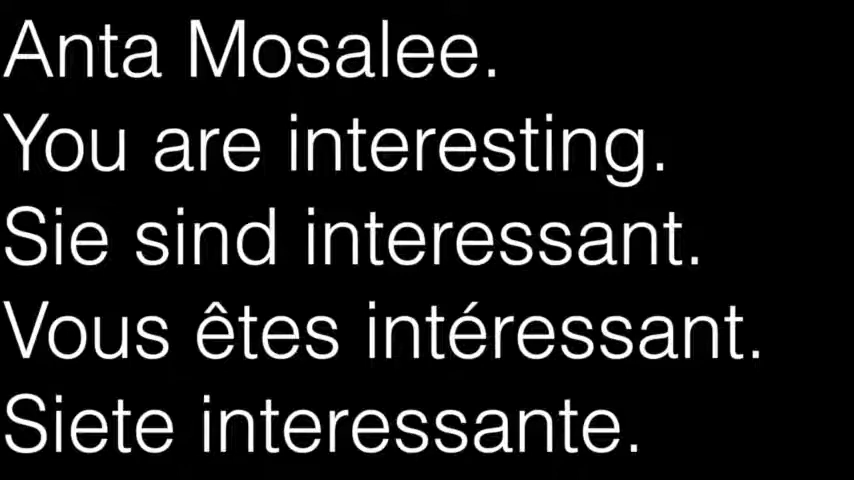 Anta Mosalee.
You are interesting.
Sie sind interessant.
Vous êtes intéressant.
Siete interessante.